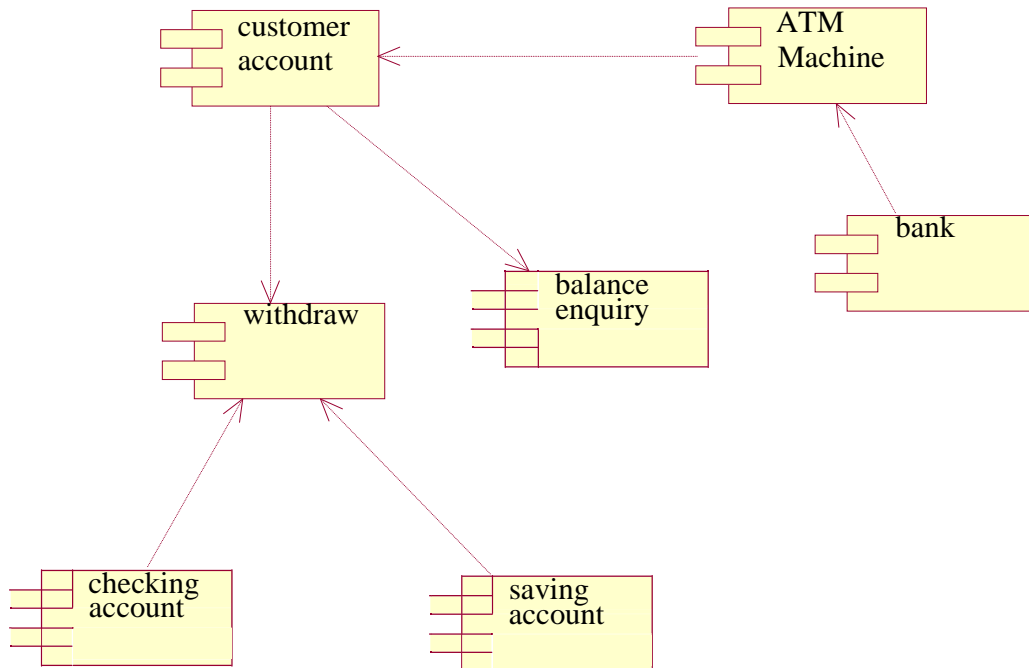 customer
account
ATM
Machine
bank
balance
enquiry
withdraw
checking
account
saving
account